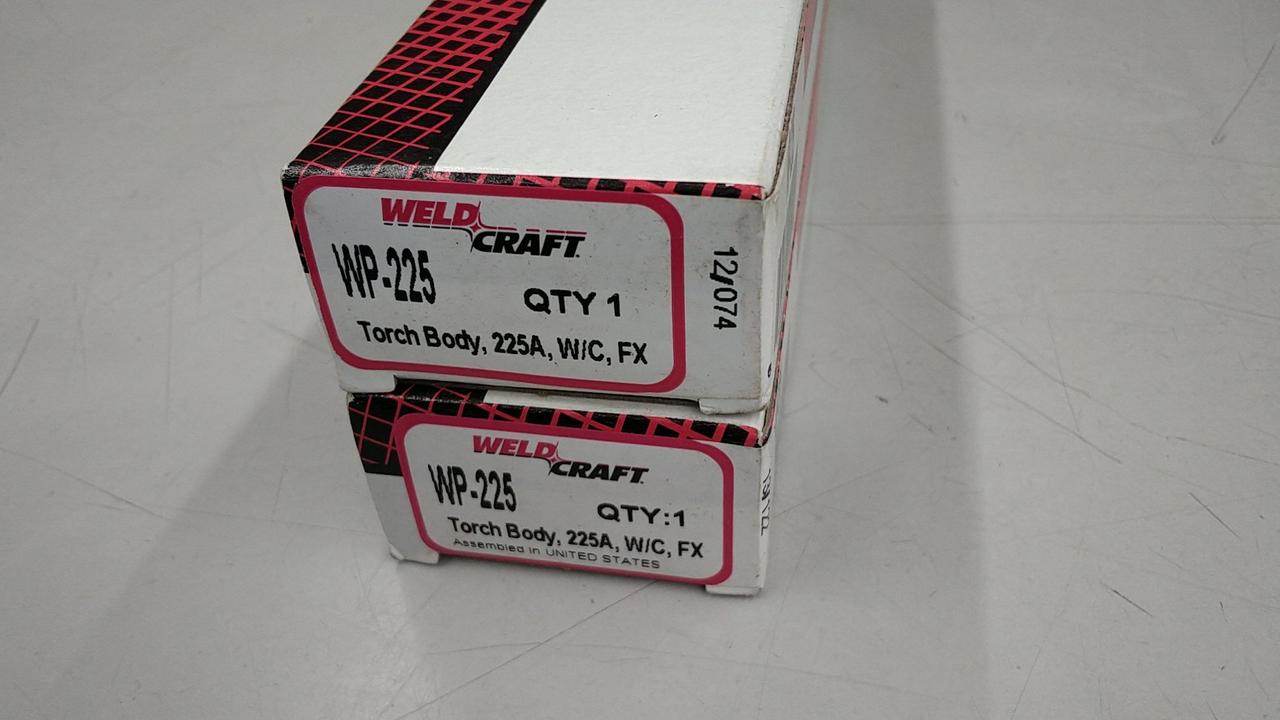 WELD
CRAFT
WP-225
QTY 1
Torch Body, 225A, W/C, FX
12/074
WELD
CRAFT
WP-225
QTY:1
Torch Body, 225A, W/C, FX
Assembled in UNITED STATES